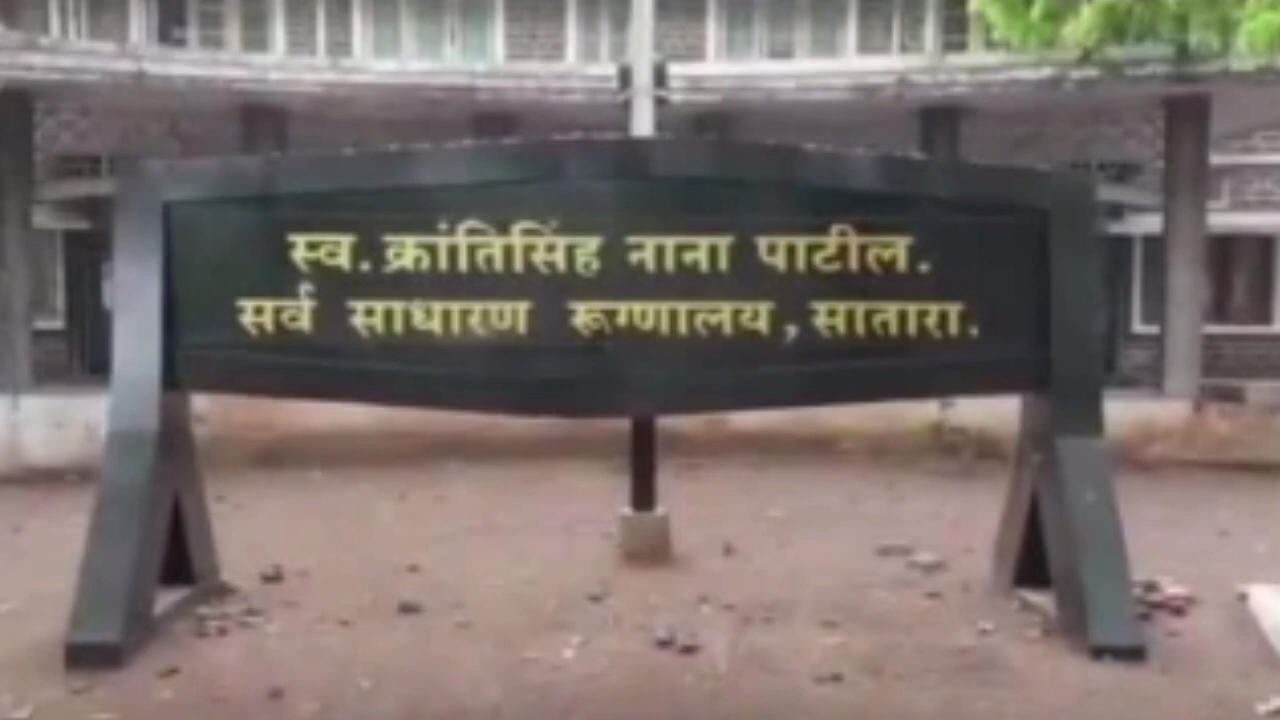 स्व. क्रांतिसिंह नाना पाटील.
सर्व साधारण रूग्णालय, सातारा.